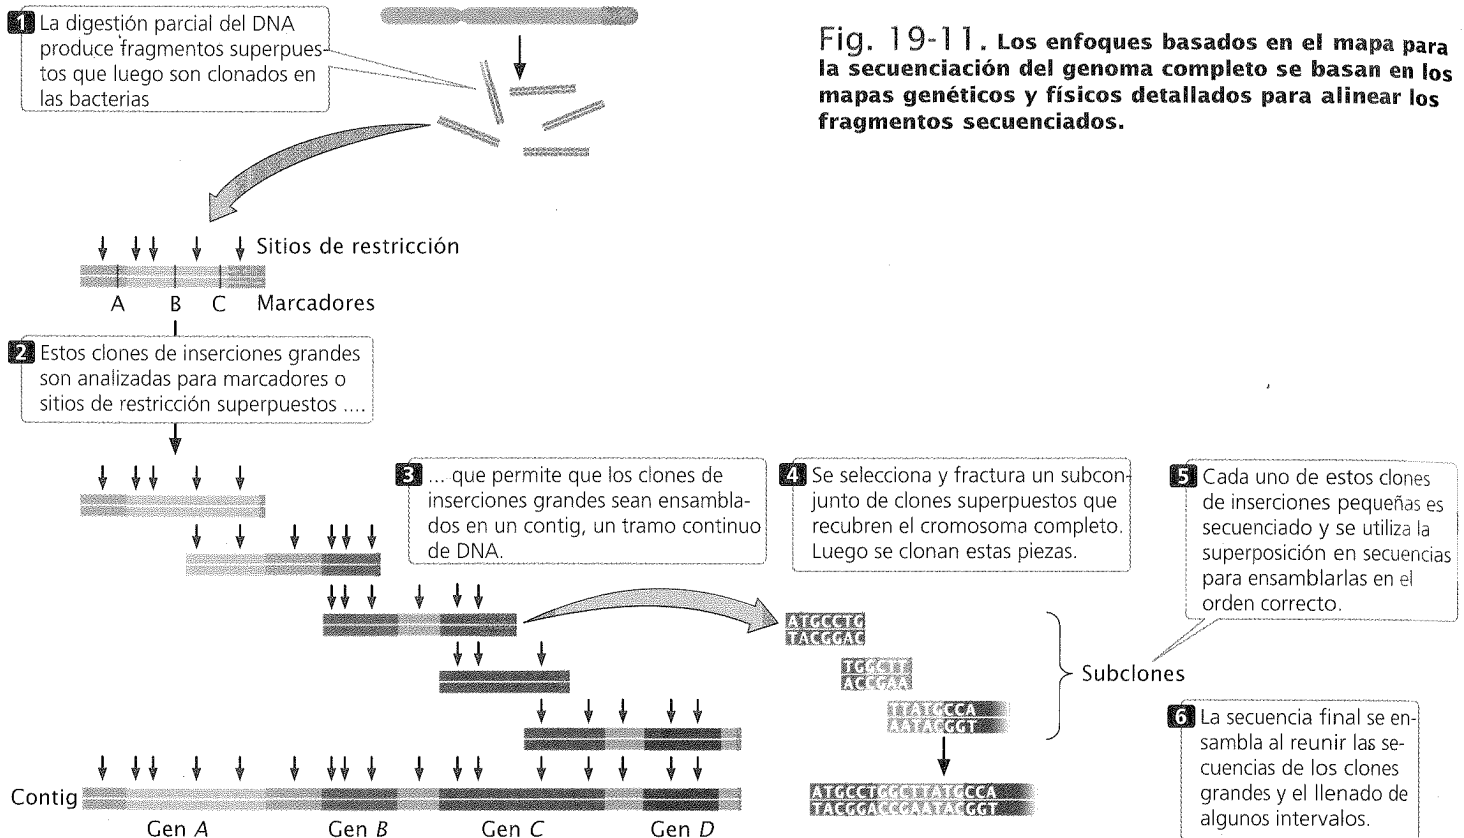 1 La digestión parcial del DNA
produce fragmentos superpues-
tos que luego son clonados en
las bacterias
Fig. 19-11. Los enfoques basados en el mapa para
la secuenciación del genoma completo se basan en los
mapas genéticos y físicos detallados para alinear los
fragmentos secuenciados.
Sitios de restricción
A B C Marcadores
2 Estos clones de inserciones grandes
son analizadas para marcadores o
sitios de restricción superpuestos ....
3 ... que permite que los clones de
inserciones grandes sean ensambla-
dos en un contig, un tramo continuo
de DNA.
4 Se selecciona y fractura un subcon-
junto de clones superpuestos que
recubren el cromosoma completo.
Luego se clonan estas piezas.
5 Cada uno de estos clones
de inserciones pequeñas es
secuenciado y se utiliza la
superposición en secuencias
para ensamblarlas en el
orden correcto.
ATGCCTG
TACGGAC
TGGCTT
ACCGAA
TTATGCCA
AATACGGT
Subclones
6 La secuencia final se en-
sambla al reunir las se-
cuencias de los clones
grandes y el llenado de
algunos intervalos.
ATGCCTGGCTTATGCCA
TACGGACCGAATACGGT
Contig
Gen A Gen B Gen C Gen D